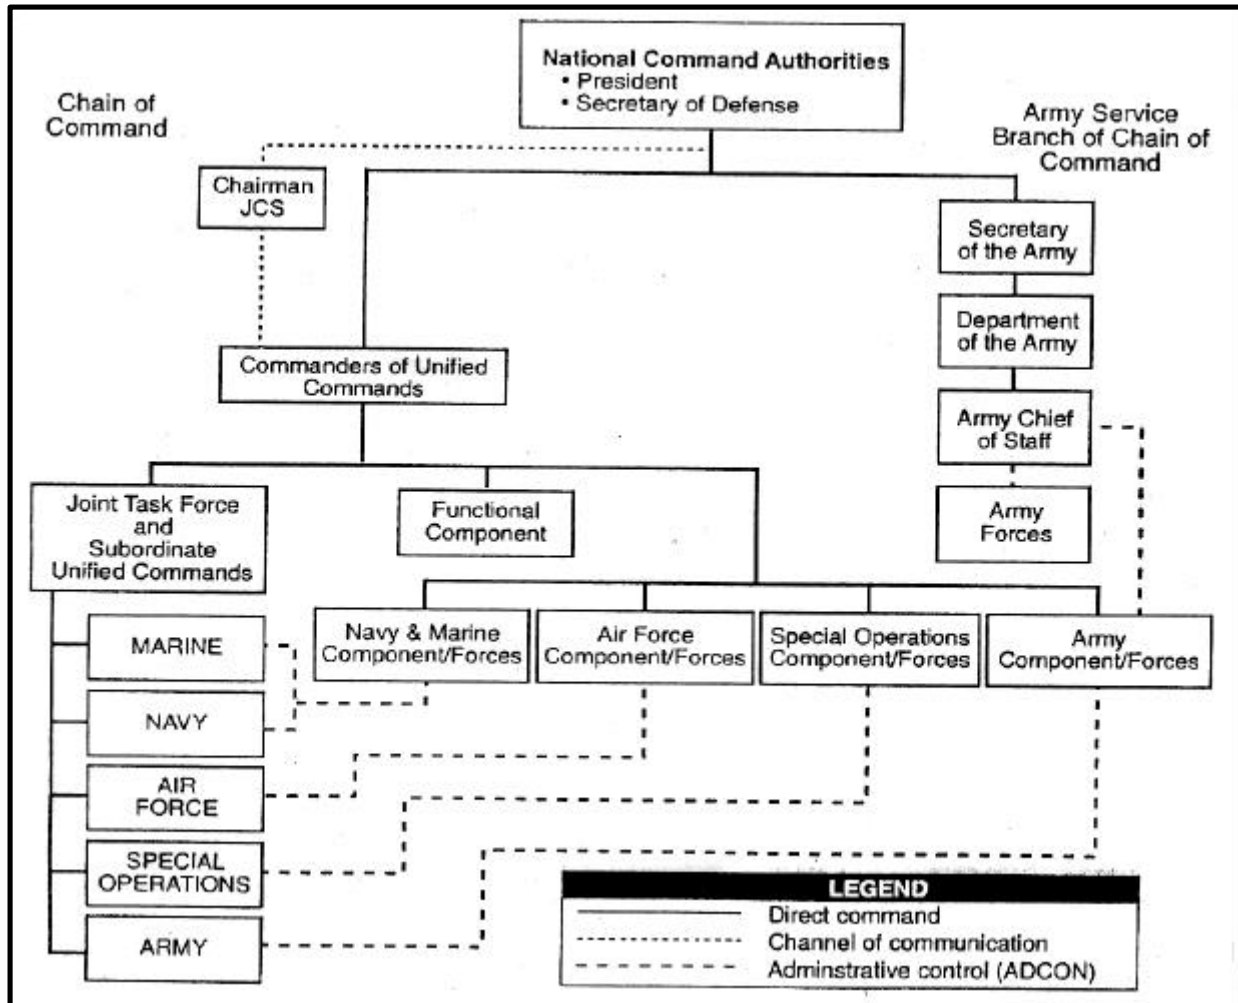 National Command Authorities
• President
• Secretary of Defense
Chain of
Command
Army Service
Branch of Chain of
Command
Chairman
JCS
Secretary
of the Army
Department
of the Army
Commanders of Unified
Commands
Army Chief
of Staff
Joint Task Force
and
Subordinate
Unified Commands
Functional
Component
Army
Forces
MARINE
NAVY
AIR
FORCE
SPECIAL
OPERATIONS
ARMY
Navy & Marine
Component/Forces
Air Force
Component/Forces
Special Operations
Component/Forces
Army
Component/Forces
LEGEND
Direct command
Channel of communication
Adminstrative control (ADCON)